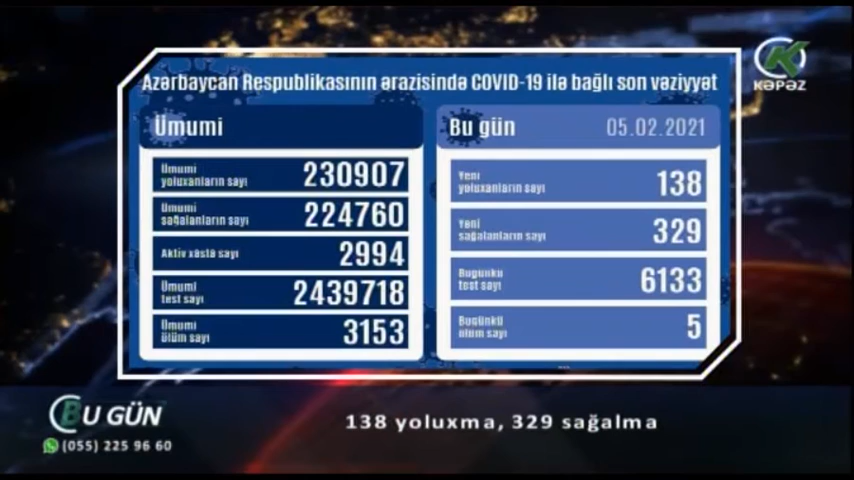 Azərbaycan Respublikasının ərazisində COVID-19 ilə bağlı son vəziyyət
KƏPƏZ
Ümumi
Ümumi
yoluxanların sayı
230907
Ümumi
sağalanların sayı
224760
Aktiv xəstə sayı
2994
Ümumi
test sayı
2439718
Ümumi
ölüm sayı
3153
Bu gün
05.02.2021
Yeni
yoluxanların sayı
138
Yeni
sağalanların sayı
329
Bugünkü
test sayı
6133
Bugünkü
ölüm sayı
5
BU GÜN
(055) 225 96 60
138 yoluxma, 329 sağalma